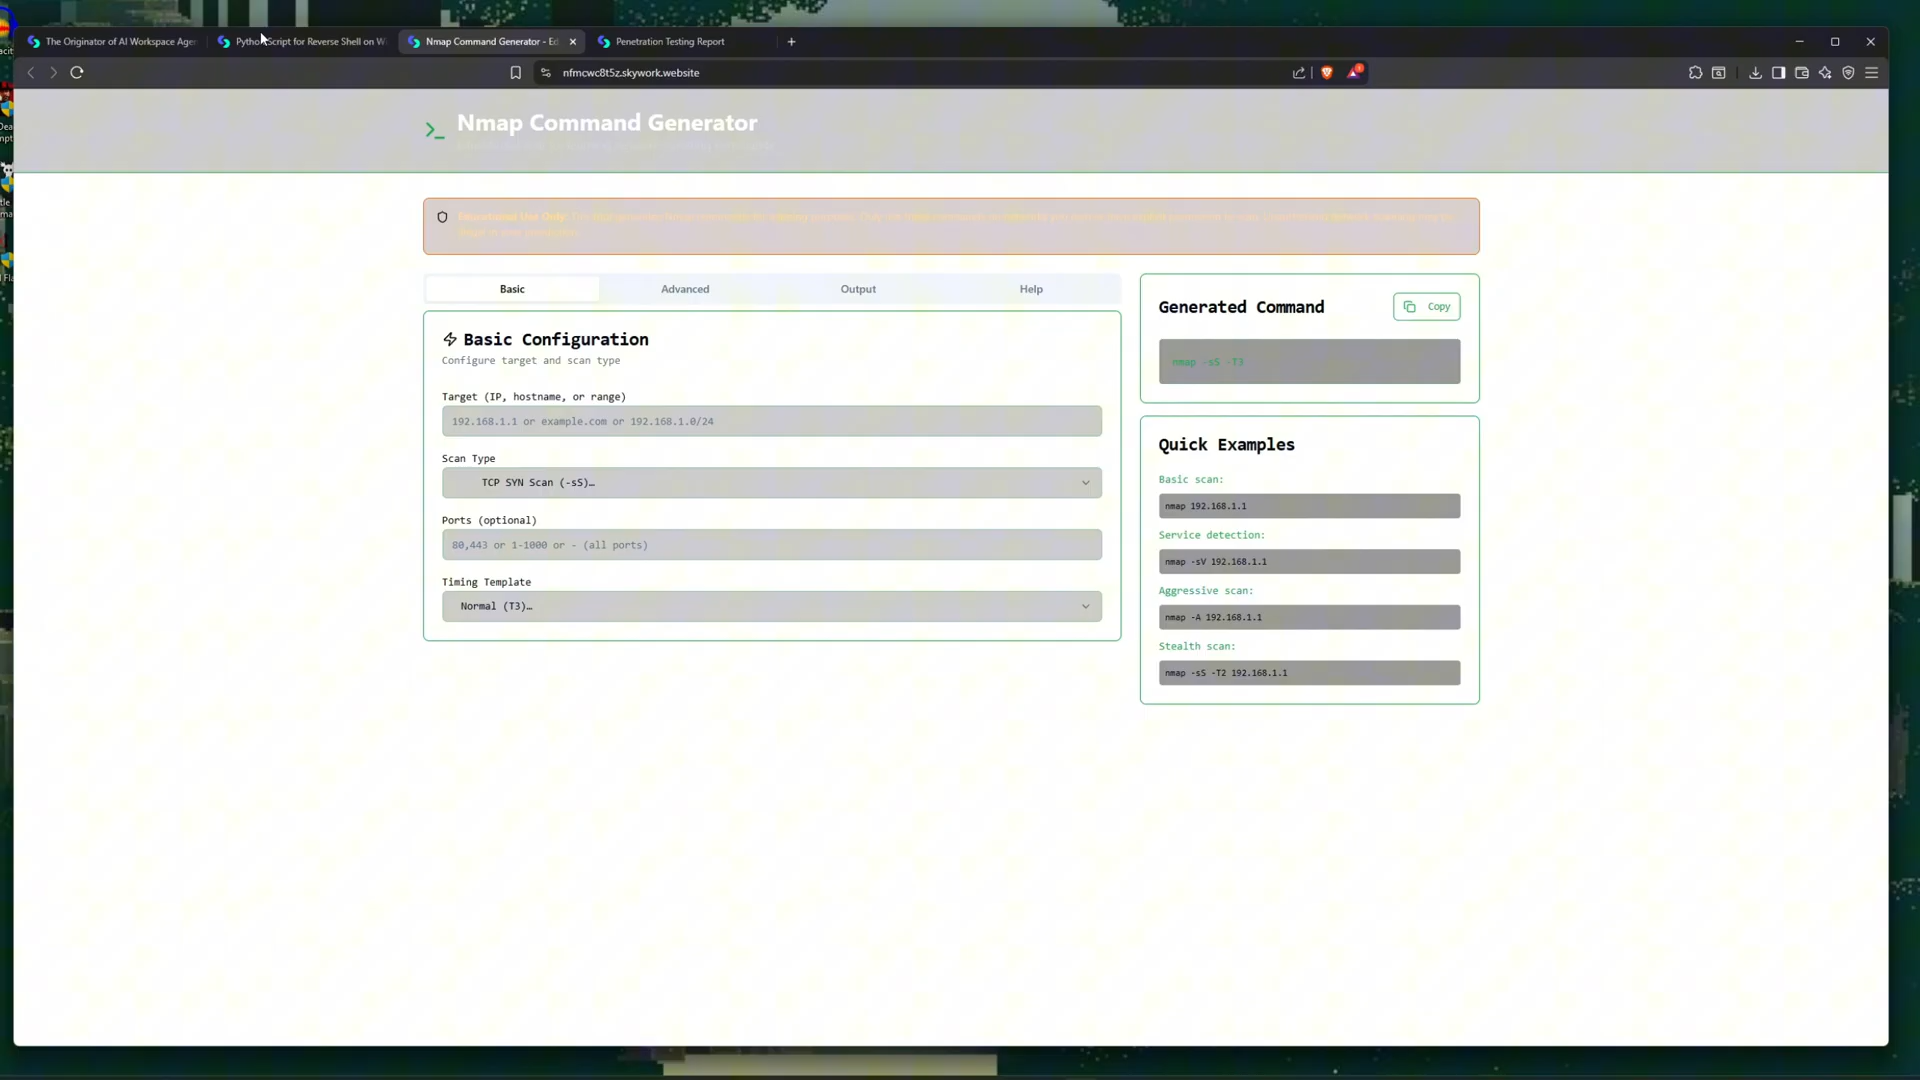 The Originator of AI Workspace Agen
Python Script for Reverse Shell on Wi
Nmap Command Generator - Ed
Penetration Testing Report
nfmcwc8t5z.skywork.website
Nmap Command Generator
Educational Use Only:
Basic
Advanced
Output
Help
Basic Configuration
Configure target and scan type
Target (IP, hostname, or range)
192.168.1.1 or example.com or 192.168.1.0/24
Scan Type
TCP SYN Scan (-sS)…
Ports (optional)
80,443 or 1-1000 or - (all ports)
Timing Template
Normal (T3)…
Generated Command
Copy
nmap -sS -T3
Quick Examples
Basic scan:
nmap 192.168.1.1
Service detection:
nmap -sV 192.168.1.1
Aggressive scan:
nmap -A 192.168.1.1
Stealth scan:
nmap -sS -T2 192.168.1.1